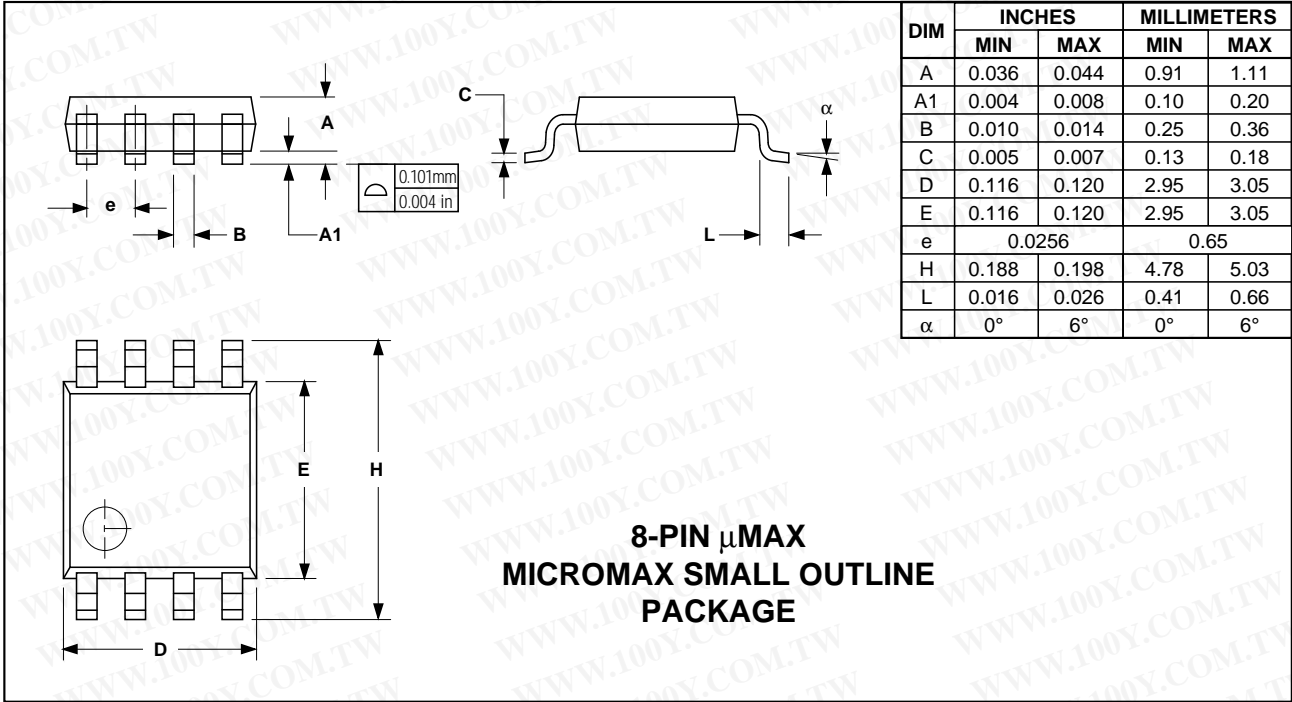 DIM INCHES MILLIMETERS
MIN MAX MIN MAX
A 0.036 0.044 0.91 1.11
A1 0.004 0.008 0.10 0.20
B 0.010 0.014 0.25 0.36
C 0.005 0.007 0.13 0.18
D 0.116 0.120 2.95 3.05
E 0.116 0.120 2.95 3.05
e 0.0256 0.65
H 0.188 0.198 4.78 5.03
L 0.016 0.026 0.41 0.66
α 0° 6° 0° 6°
A
e
B
A1
0.101mm
0.004 in
C
α
L
E
H
D
8-PIN μMAX
MICROMAX SMALL OUTLINE
PACKAGE
WWW.100Y.COM.TW